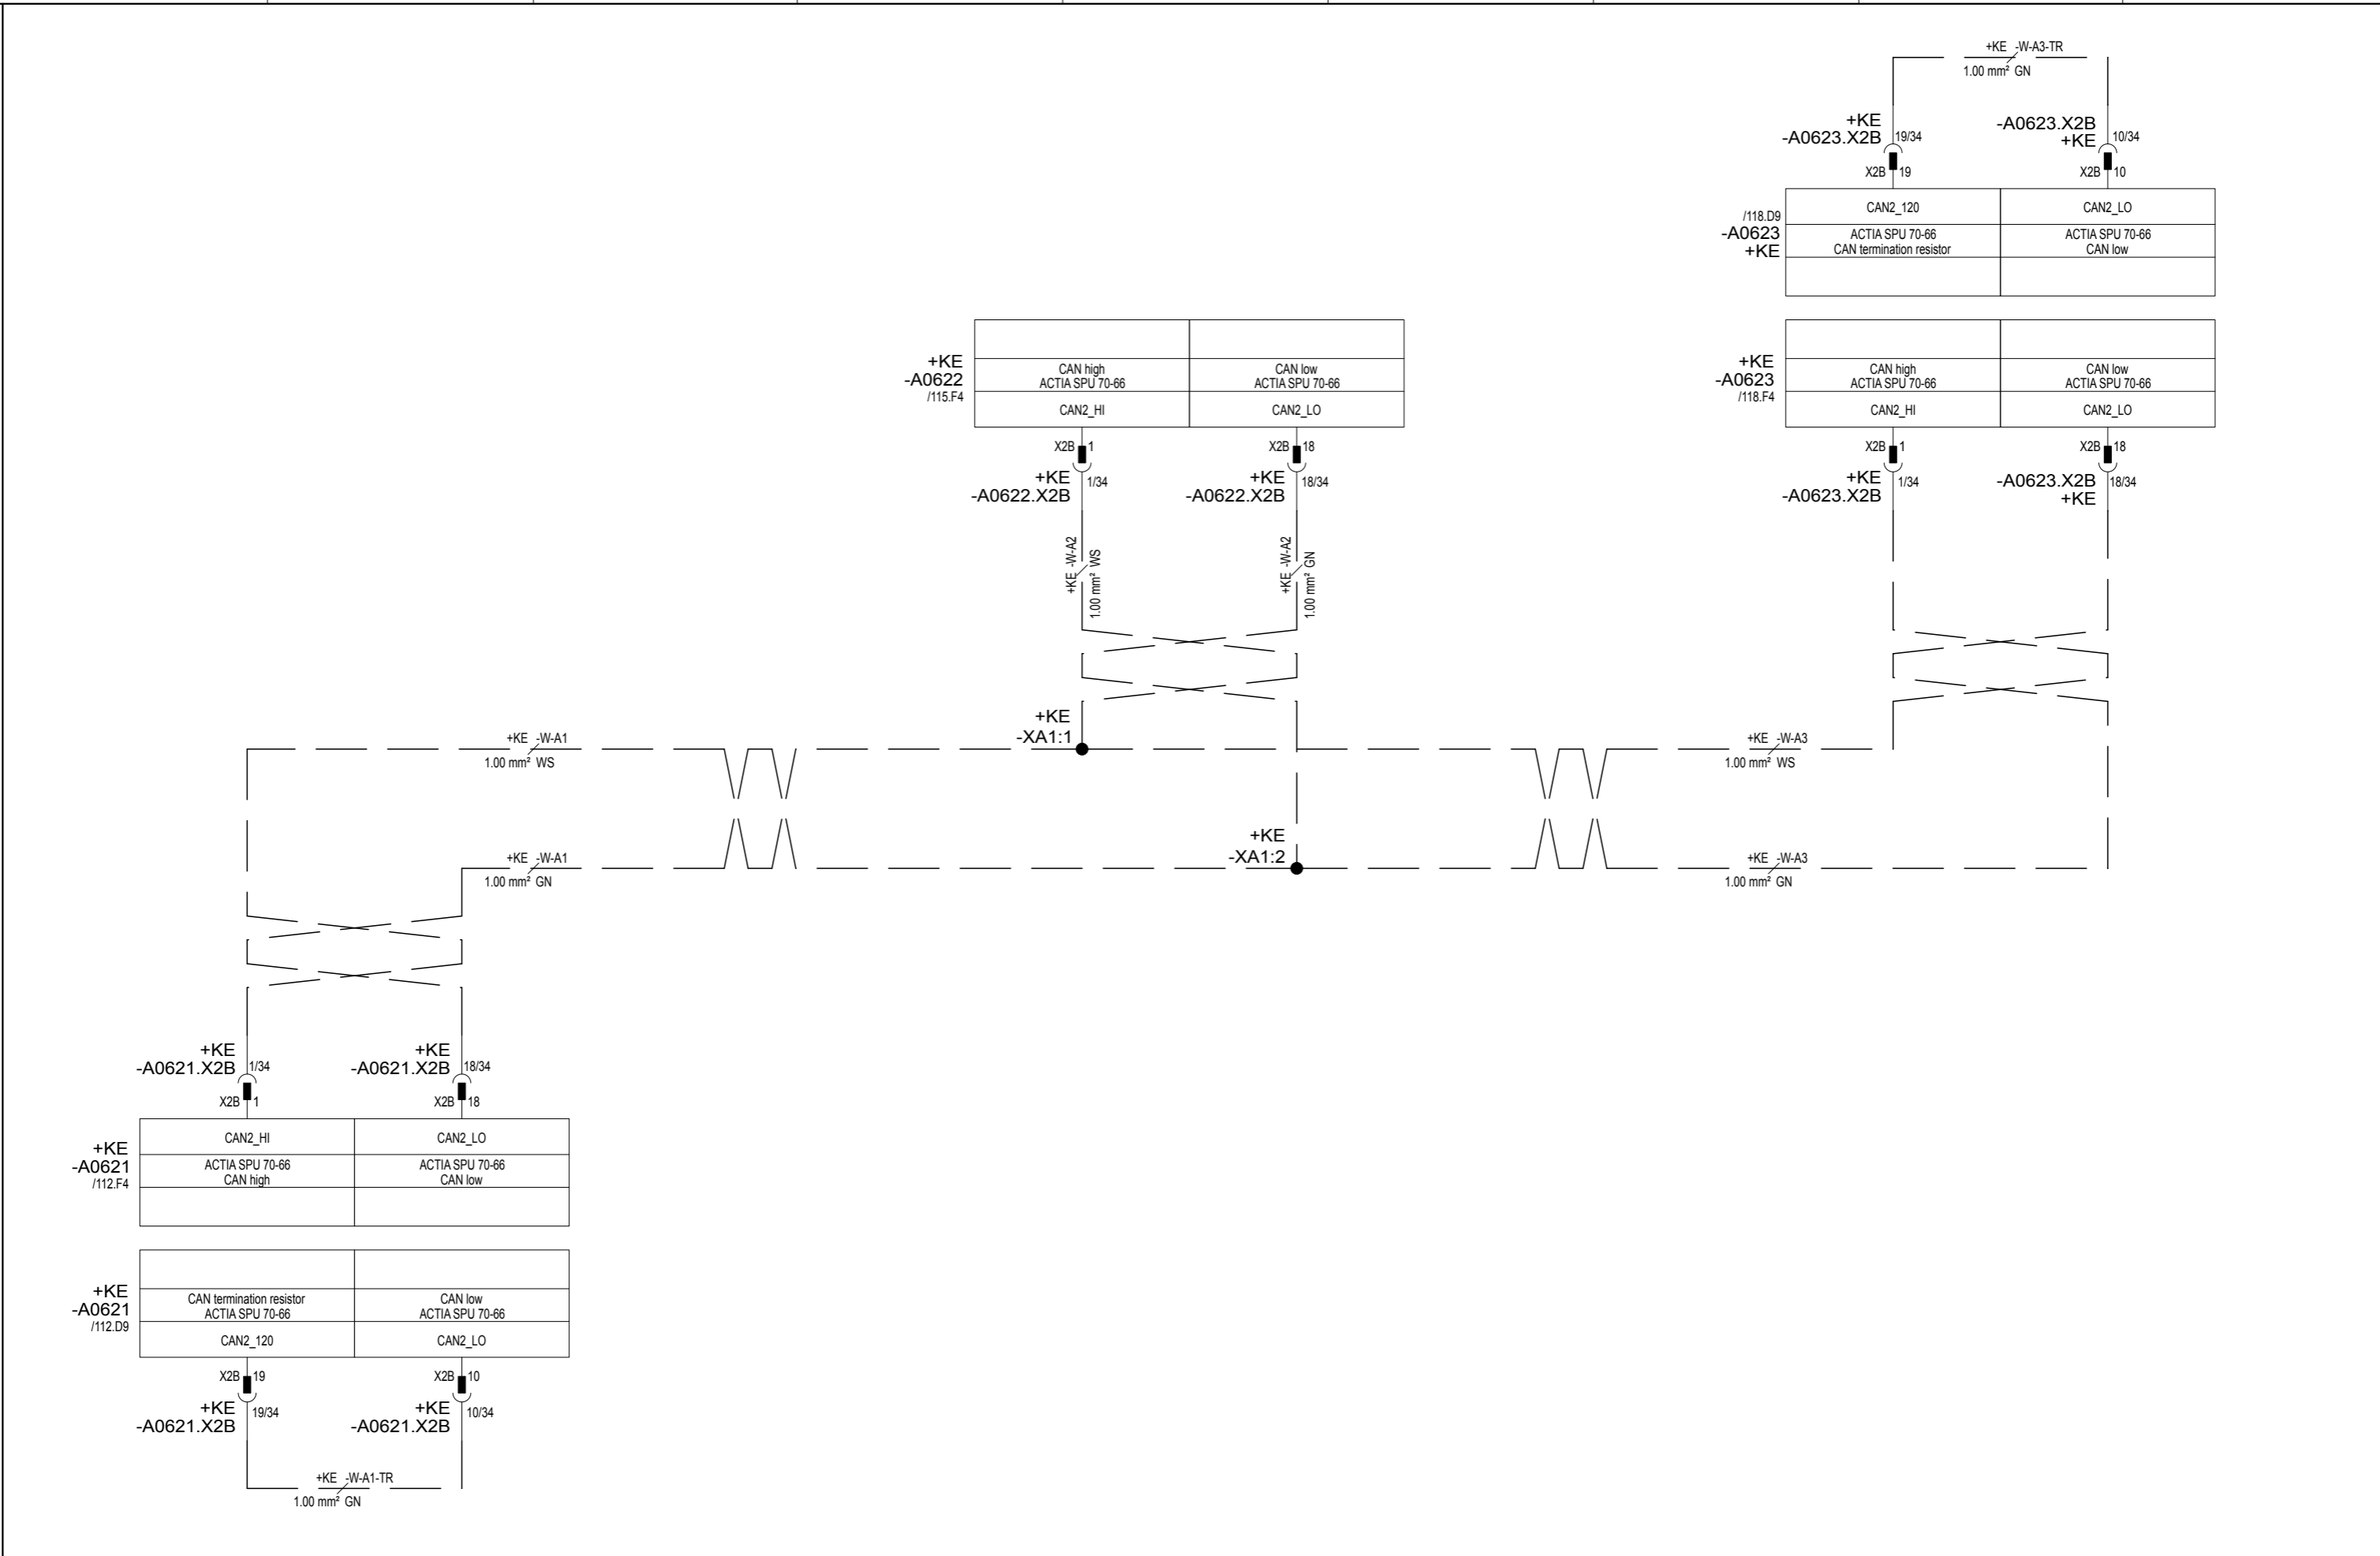 +KE -W-A3-TR
1.00 mm² GN
+KE
-A0623.X2B
19/34
-A0623.X2B
+KE
10/34
X2B 19
X2B 10
/118.D9
-A0623
+KE
CAN2_120
CAN2_LO
ACTIA SPU 70-66
CAN termination resistor
ACTIA SPU 70-66
CAN low
+KE
-A0622
/115.F4
CAN high
ACTIA SPU 70-66
CAN low
ACTIA SPU 70-66
CAN2_HI
CAN2_LO
X2B 1
X2B 18
+KE
-A0622.X2B
1/34
+KE
-A0622.X2B
18/34
+KE -W-A2
1.00 mm² WS
+KE -W-A2
1.00 mm² GN
+KE
-A0623
/118.F4
CAN high
ACTIA SPU 70-66
CAN low
ACTIA SPU 70-66
CAN2_HI
CAN2_LO
X2B 1
X2B 18
+KE
-A0623.X2B
1/34
-A0623.X2B
+KE
18/34
+KE -W-A1
1.00 mm² WS
+KE
-XA1:1
+KE -W-A3
1.00 mm² WS
+KE -W-A1
1.00 mm² GN
+KE
-XA1:2
+KE -W-A3
1.00 mm² GN
+KE
-A0621.X2B
1/34
+KE
-A0621.X2B
18/34
X2B 1
X2B 18
+KE
-A0621
/112.F4
CAN2_HI
CAN2_LO
ACTIA SPU 70-66
CAN high
ACTIA SPU 70-66
CAN low
+KE
-A0621
/112.D9
CAN termination resistor
ACTIA SPU 70-66
CAN low
ACTIA SPU 70-66
CAN2_120
CAN2_LO
X2B 19
X2B 10
+KE
-A0621.X2B
19/34
+KE
-A0621.X2B
10/34
+KE -W-A1-TR
1.00 mm² GN